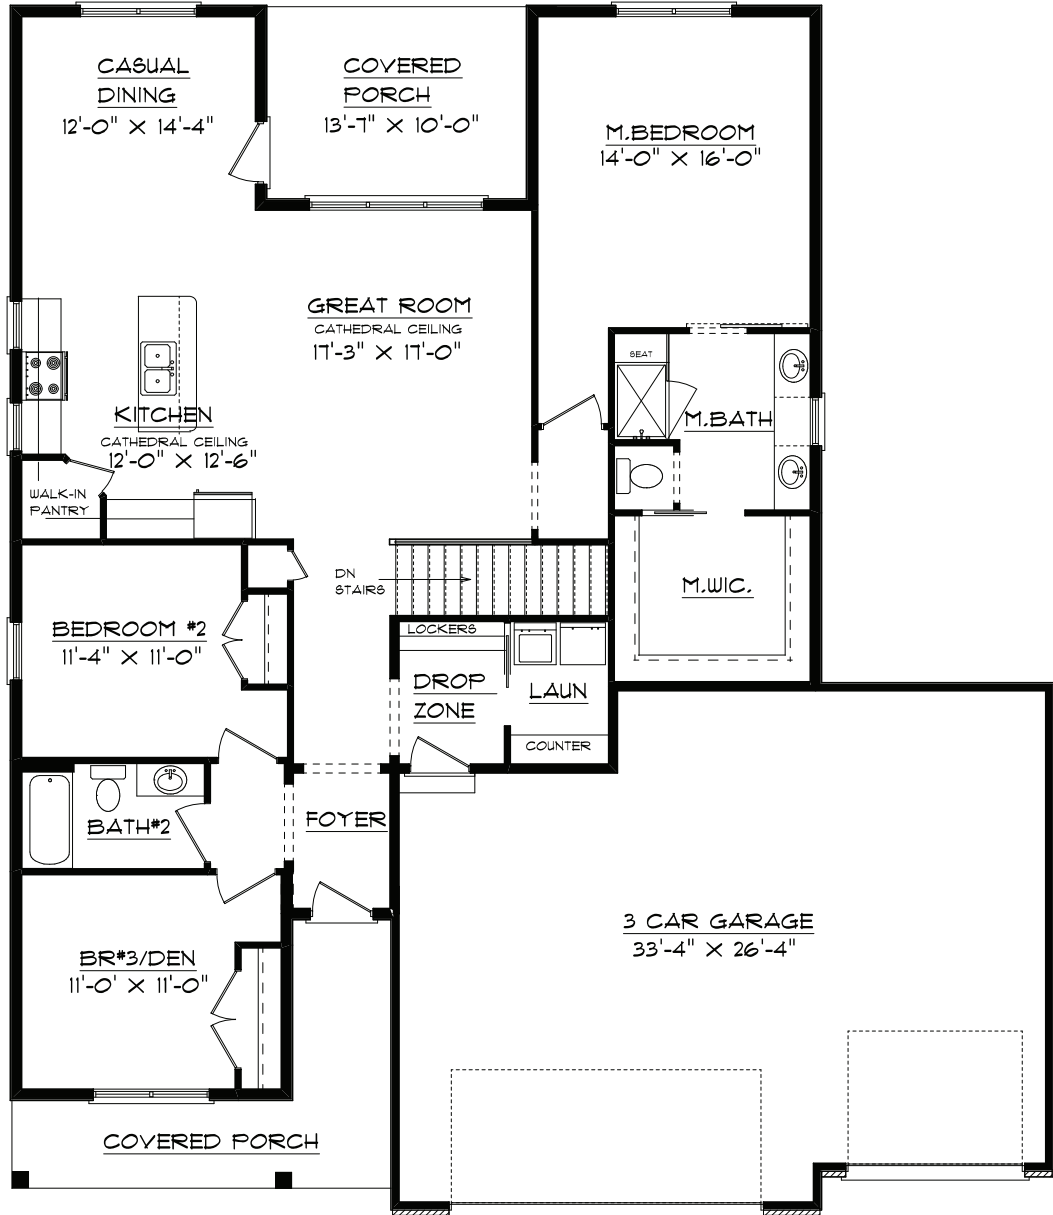 CASUAL
DINING
12'-0" X 14'-4"
COVERED
PORCH
13'-7" X 10'-0"
M.BEDROOM
14'-0" X 16'-0"
GREAT ROOM
CATHEDRAL CEILING
17'-3" X 17'-0"
SEAT
M.BATH
KITCHEN
CATHEDRAL CEILING
12'-0" X 12'-6"
WALK-IN
PANTRY
DN
STAIRS
M.WIC.
BEDROOM #2
11'-4" X 11'-0"
LOCKERS
DROP
ZONE
LAUN
COUNTER
BATH#2
FOYER
3 CAR GARAGE
33'-4" X 26'-4"
BR#3/DEN
11'-0' X 11'-0"
COVERED PORCH